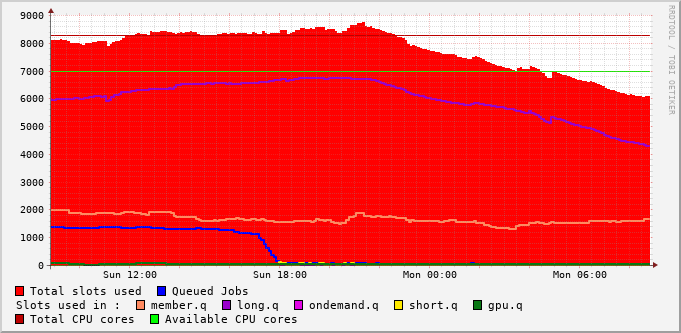 9000
8000
7000
6000
5000
4000
3000
2000
1000
0
Sun 12:00 Sun 18:00 Mon 00:00 Mon 06:00
RRDTOOL / TOBI OETIKER
Total slots used Queued Jobs
Slots used in : member.q long.q ondemand.q short.q gpu.q
Total CPU cores Available CPU cores